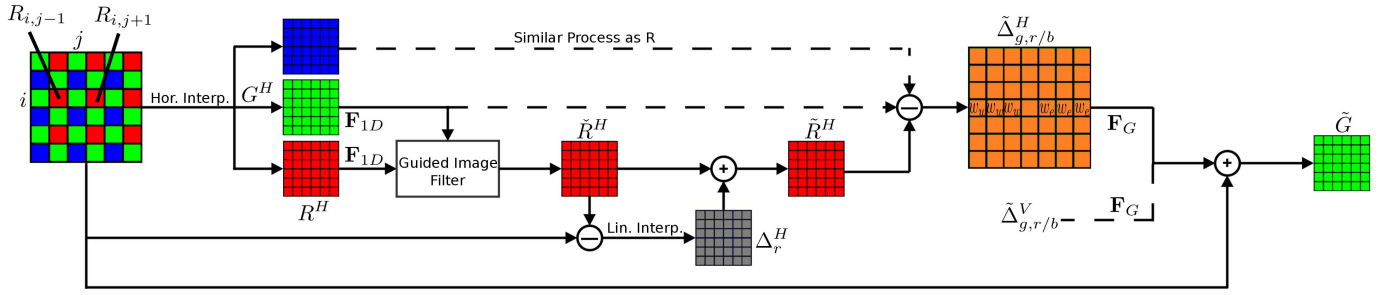 R_{i,j-1}
R_{i,j+1}
j
i
Hor. Interp.
G^H
F_{1D}
F_{1D}
R^H
Similar Process as R
Guided Image
Filter
Ř^H
Lin. Interp.
Δ_r^H
+
R̃^H
Δ̃^H_{g,r/b}
w_w w_w w_w w_e w_e w_e
F_G
Δ̃^V_{g,r/b}
F_G
+
G̃